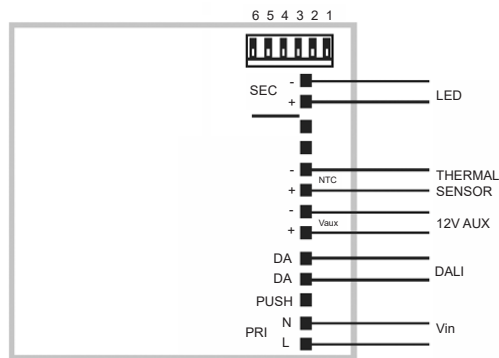 6 5 4 3 2 1
-
SEC
+
LED
-
NTC
+
THERMAL
SENSOR
-
Vaux
+
12V AUX
DA
DA
DALI
PUSH
N
PRI
L
Vin